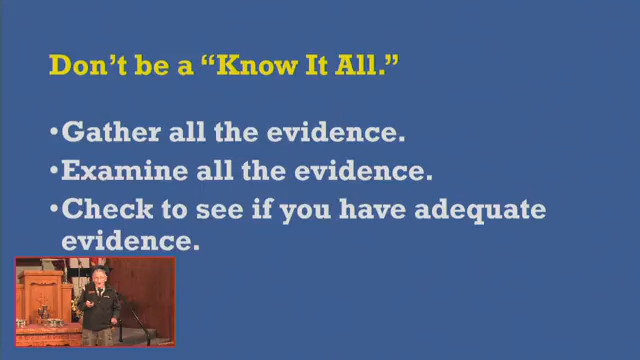 Don't be a “Know It All.”
•Gather all the evidence.
•Examine all the evidence.
•Check to see if you have adequate
evidence.